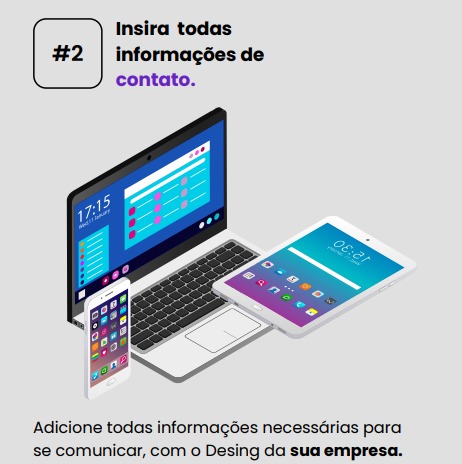 #2
Insira todas
informações de
contato.
17:15
15:30
Adicione todas informações necessárias para
se comunicar, com o Desing da sua empresa.